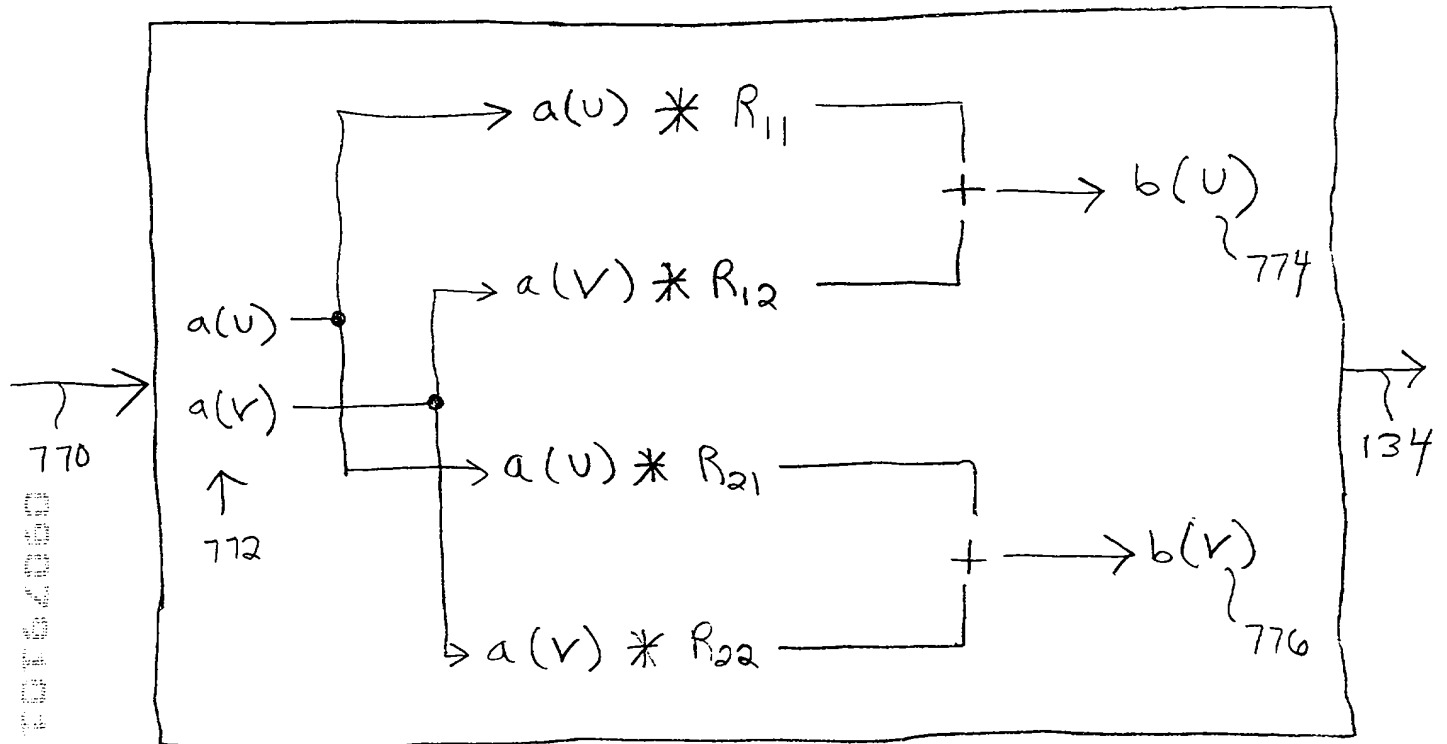 a(U) * R11
b(U)
774
a(V) * R12
a(U)
a(V)
770
772
134
a(U) * R21
+
b(V)
776
a(V) * R22
+